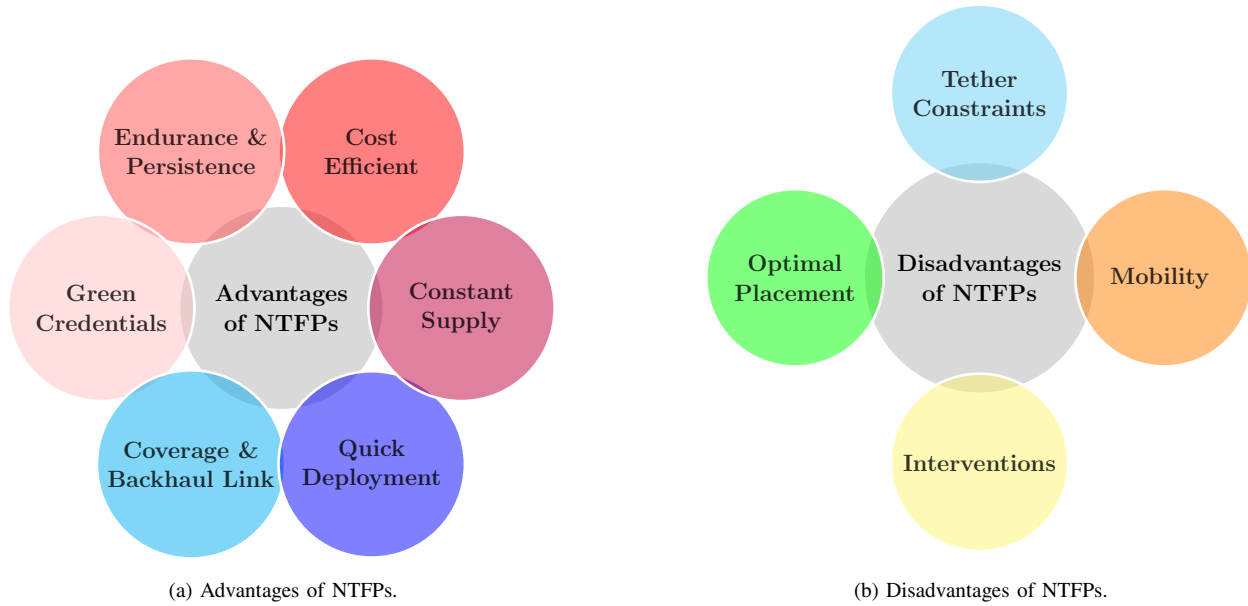 Endurance &
Persistence
Cost
Efficient
Green
Credentials
Advantages
of NTFPs
Constant
Supply
Coverage &
Backhaul Link
Quick
Deployment
(a) Advantages of NTFPs.
Tether
Constraints
Optimal
Placement
Disadvantages
of NTFPs
Mobility
Interventions
(b) Disadvantages of NTFPs.